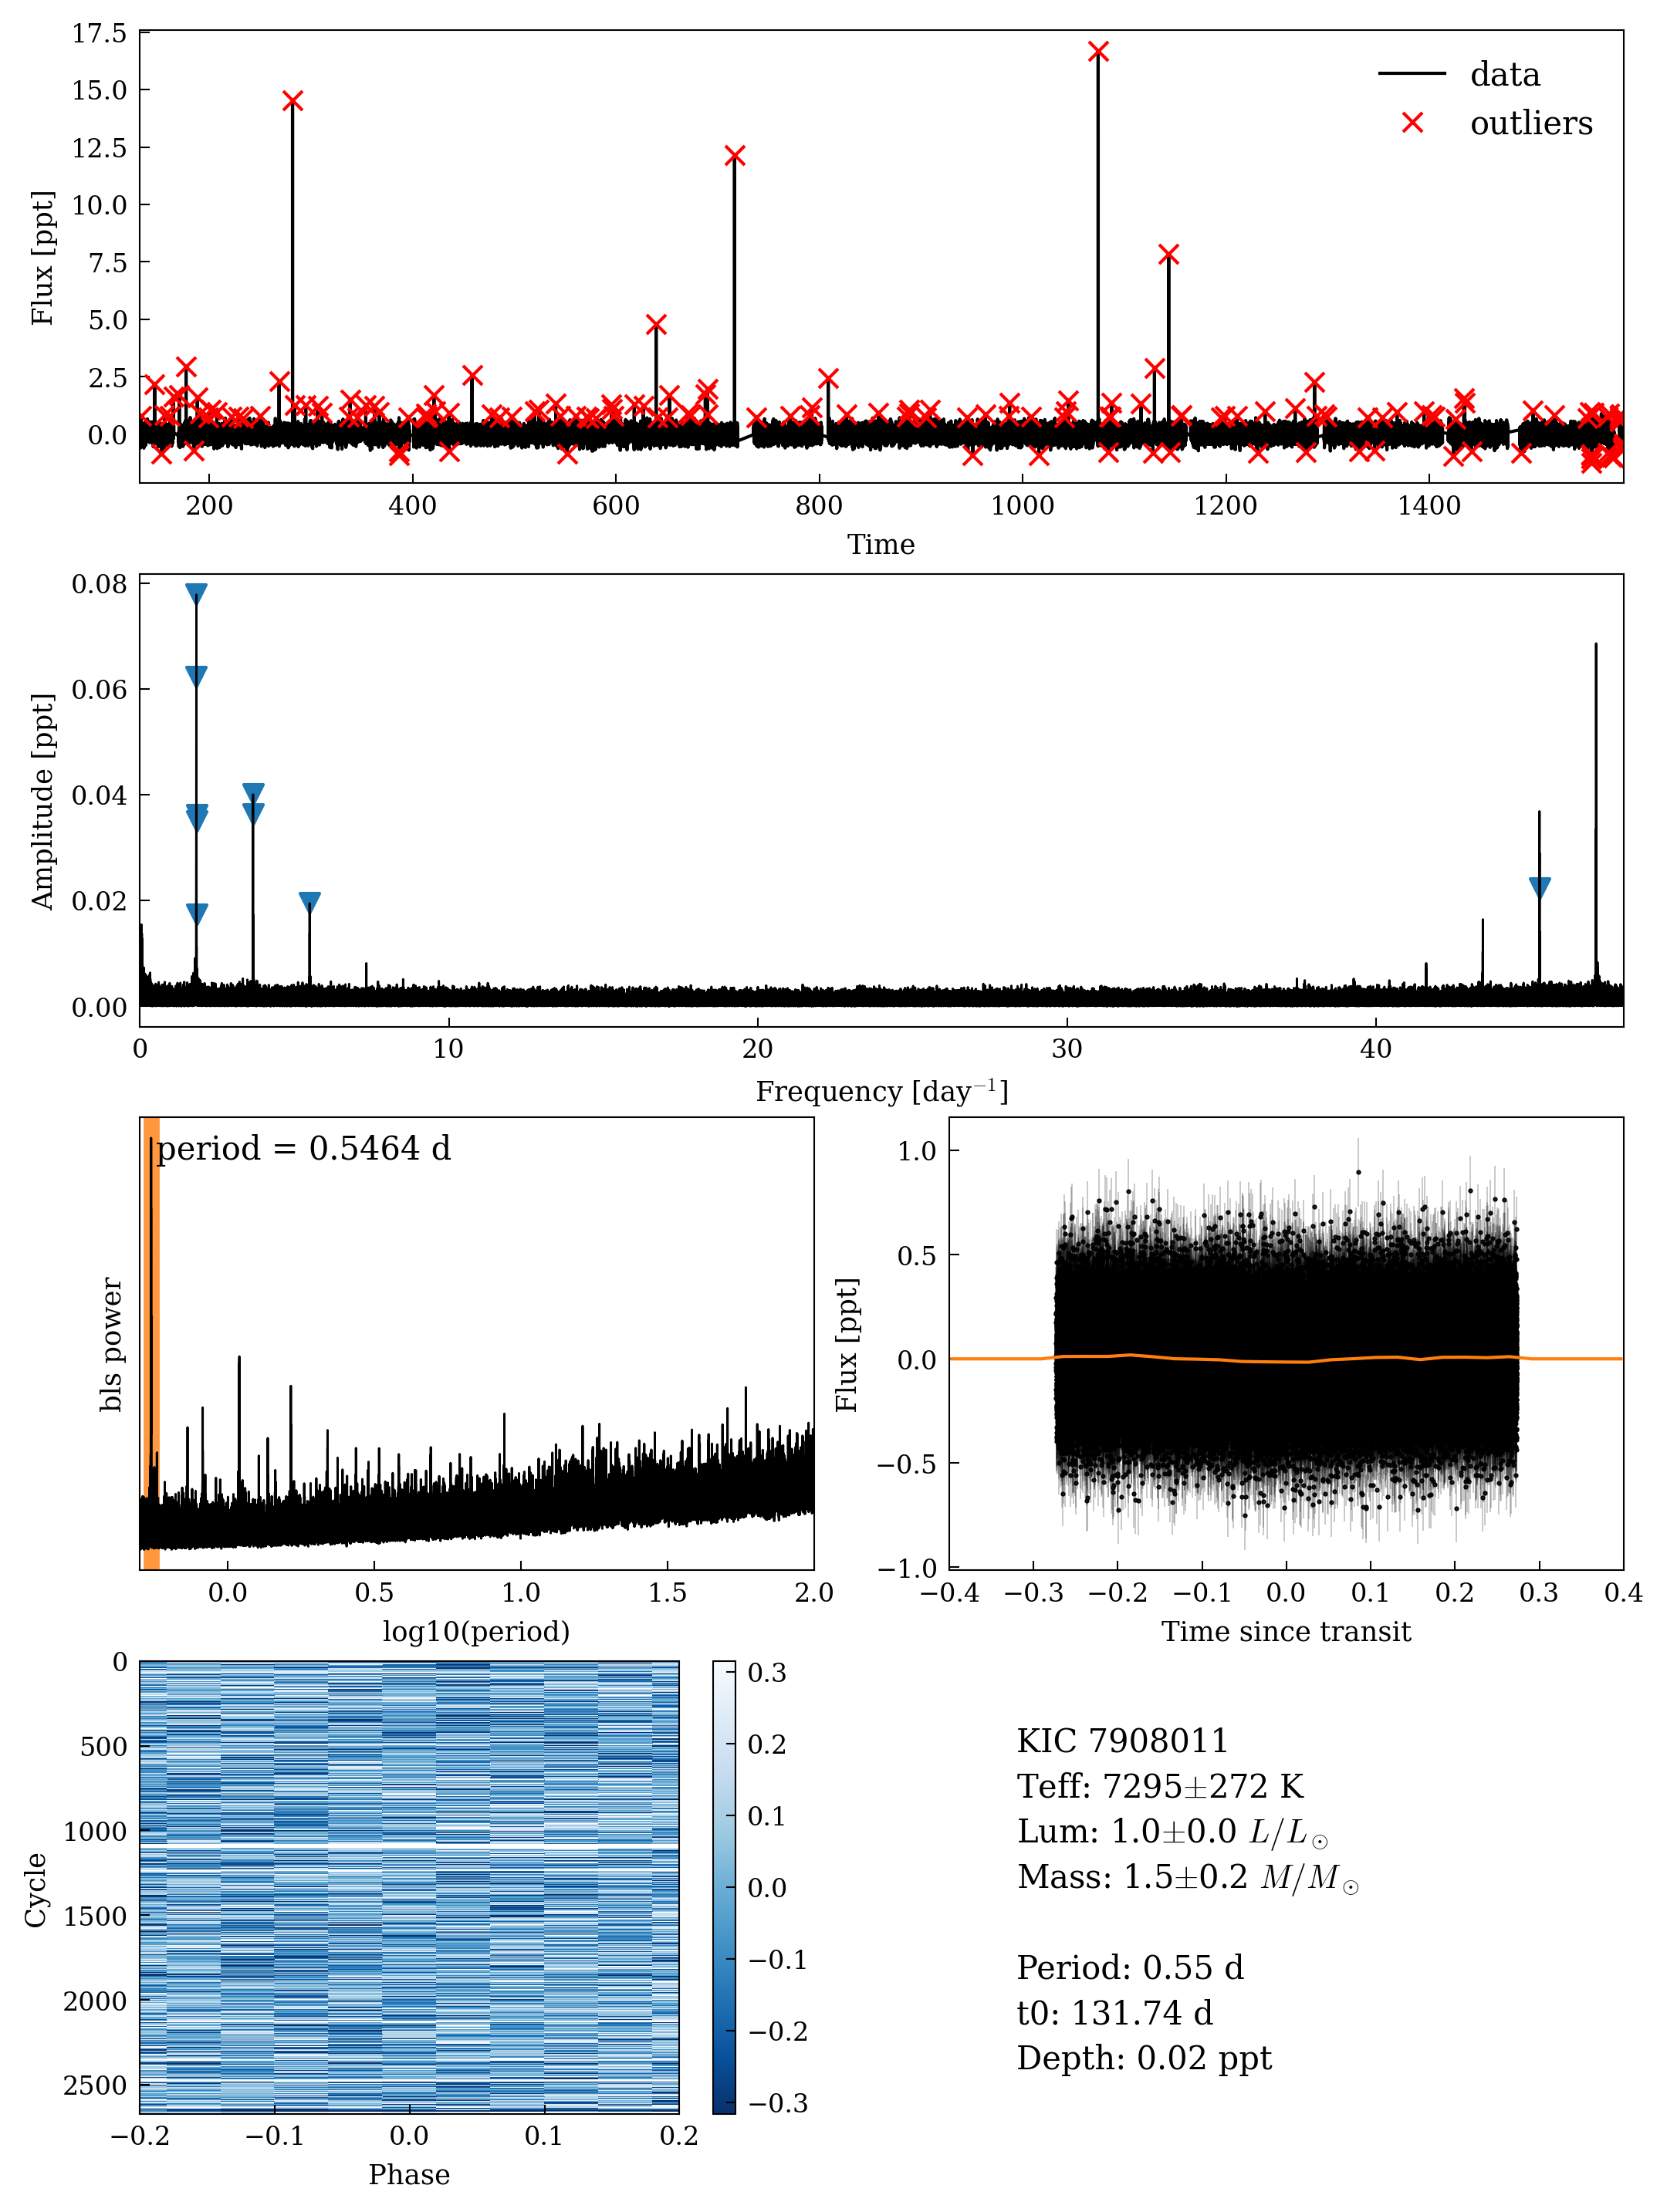 17.5
15.0
12.5
10.0
7.5
5.0
2.5
0.0
Flux [ppt]
data
outliers
200 400 600 800 1000 1200 1400
Time
0.08
0.06
0.04
0.02
0.00
Amplitude [ppt]
0 10 20 30 40
Frequency [day⁻¹]
period = 0.5464 d
bls power
0.0 0.5 1.0 1.5 2.0
log10(period)
1.0
0.5
0.0
−0.5
−1.0
Flux [ppt]
−0.4 −0.3 −0.2 −0.1 0.0 0.1 0.2 0.3 0.4
Time since transit
0
500
1000
1500
2000
2500
Cycle
−0.2 −0.1 0.0 0.1 0.2
Phase
0.3
0.2
0.1
0.0
−0.1
−0.2
−0.3
KIC 7908011
Teff: 7295±272 K
Lum: 1.0±0.0 L/L⊙
Mass: 1.5±0.2 M/M⊙
Period: 0.55 d
t0: 131.74 d
Depth: 0.02 ppt